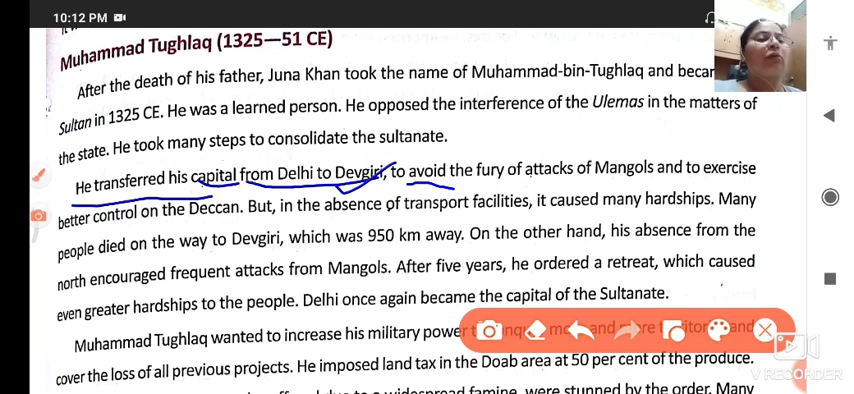 10:12 PM
Muhammad Tughlaq (1325—51 CE)
After the death of his father, Juna Khan took the name of Muhammad-bin-Tughlaq and becar
Sultan in 1325 CE. He was a learned person. He opposed the interference of the Ulemas in the matters of
the state. He took many steps to consolidate the sultanate.
He transferred his capital from Delhi to Devgiri, to avoid the fury of attacks of Mangols and to exercise
better control on the Deccan. But, in the absence of transport facilities, it caused many hardships. Many
people died on the way to Devgiri, which was 950 km away. On the other hand, his absence from the
north encouraged frequent attacks from Mangols. After five years, he ordered a retreat, which caused
even greater hardships to the people. Delhi once again became the capital of the Sultanate.
Muhammad Tughlaq wanted to increase his military power and
cover the loss of all previous projects. He imposed land tax in the Doab area at 50 per cent of the produce.
widespread famine, were stunned by the order. Many
V RECORDER